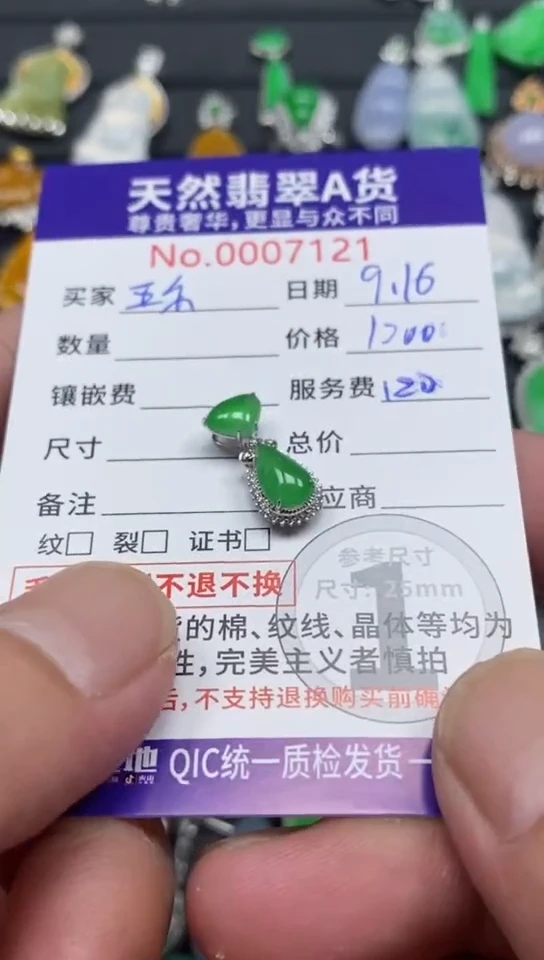 天然翡翠A货
尊贵奢华,更显与众不同
No.0007121
买家 日期 9.16
数量 价格 1200
镶嵌费 服务费 120
尺寸 总价
备注 应商
纹□ 裂□ 证书□
不退不换
参考尺寸
尺寸: 26mm
1
的棉、纹线、晶体等均为
性,完美主义者慎拍
后,不支持退换购买前确
地 QIC统一质检发货